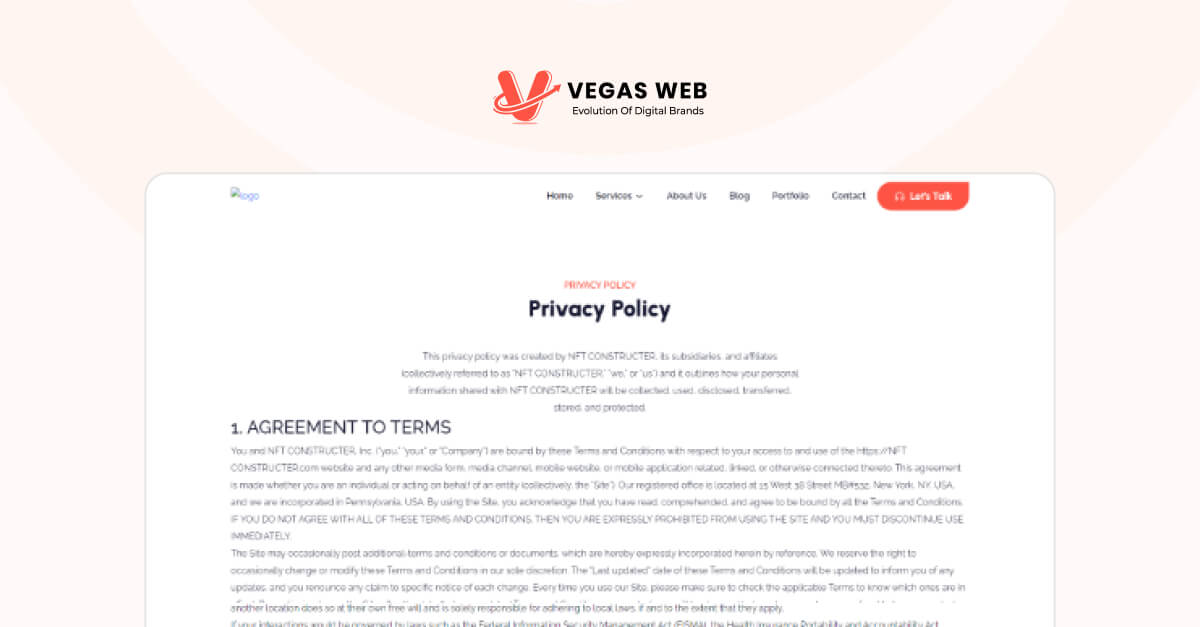 VEGAS WEB
Evolution Of Digital Brands
logo
Home Services About Us Blog Portfolio Contact Let's Talk
PRIVACY POLICY
Privacy Policy
This privacy policy was created by NFT CONSTRUCTER, its subsidiaries, and affiliates
(collectively referred to as "NFT CONSTRUCTER," "we," or "us") and it outlines how your personal
information shared with NFT CONSTRUCTER will be collected, used, disclosed, transferred,
stored, and protected.
1. AGREEMENT TO TERMS
You and NFT CONSTRUCTER, Inc. ("you," "your," or "Company") are bound by these Terms and Conditions with respect to your access to and use of the https://NFT
CONSTRUCTER.com website and any other media form, media channel, mobile website, or mobile application related, linked, or otherwise connected thereto. This agreement
is made whether you are an individual or acting on behalf of an entity (collectively, the "Site"). Our registered office is located at 15 West 38 Street MB#532, New York, NY, USA,
and we are incorporated in Pennsylvania, USA. By using the Site, you acknowledge that you have read, comprehended, and agree to be bound by all the Terms and Conditions.
IF YOU DO NOT AGREE WITH ALL OF THESE TERMS AND CONDITIONS, THEN YOU ARE EXPRESSLY PROHIBITED FROM USING THE SITE AND YOU MUST DISCONTINUE USE
IMMEDIATELY.
The Site may occasionally post additional terms and conditions or documents, which are hereby expressly incorporated herein by reference. We reserve the right to
occasionally change or modify these Terms and Conditions in our sole discretion. The "Last updated" date of these Terms and Conditions will be updated to inform you of any
updates, and you renounce any claim to specific notice of each change. Every time you use our Site, please make sure to check the applicable Terms to know which ones are in
another location does so at their own free will and is solely responsible for adhering to local laws, if and to the extent that they apply.
If your interactions would be governed by laws such as the Federal Information Security Management Act (FISMA), the Health Insurance Portability and Accountability Act